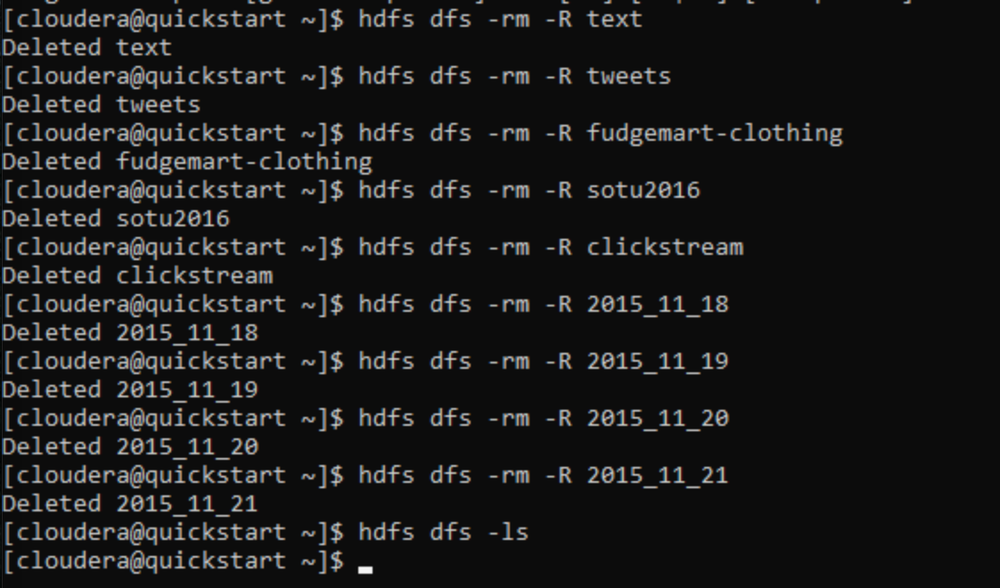 [cloudera@quickstart ~]$ hdfs dfs -rm -R text
Deleted text
[cloudera@quickstart ~]$ hdfs dfs -rm -R tweets
Deleted tweets
[cloudera@quickstart ~]$ hdfs dfs -rm -R fudgemart-clothing
Deleted fudgemart-clothing
[cloudera@quickstart ~]$ hdfs dfs -rm -R sotu2016
Deleted sotu2016
[cloudera@quickstart ~]$ hdfs dfs -rm -R clickstream
Deleted clickstream
[cloudera@quickstart ~]$ hdfs dfs -rm -R 2015_11_18
Deleted 2015_11_18
[cloudera@quickstart ~]$ hdfs dfs -rm -R 2015_11_19
Deleted 2015_11_19
[cloudera@quickstart ~]$ hdfs dfs -rm -R 2015_11_20
Deleted 2015_11_20
[cloudera@quickstart ~]$ hdfs dfs -rm -R 2015_11_21
Deleted 2015_11_21
[cloudera@quickstart ~]$ hdfs dfs -ls
[cloudera@quickstart ~]$